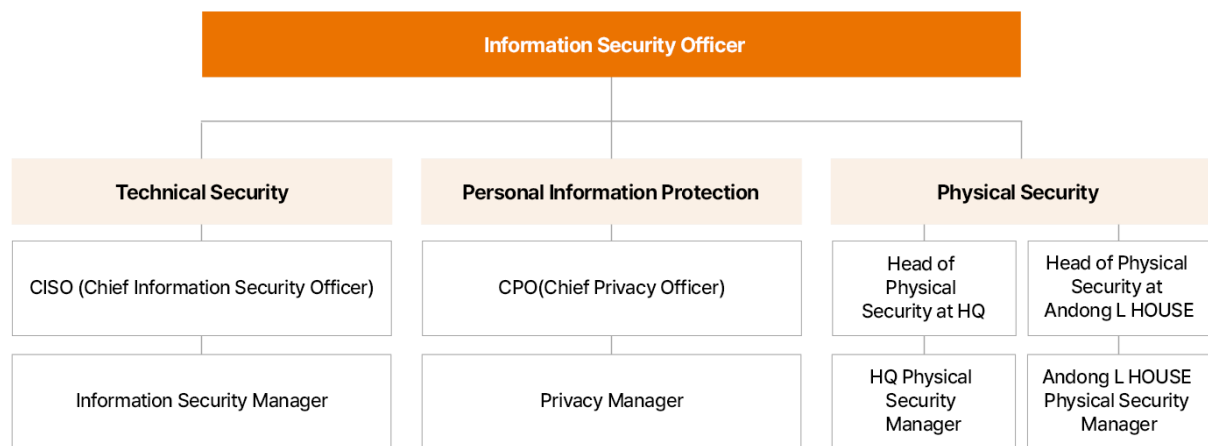 Information Security Officer
Technical Security
Personal Information Protection
Physical Security
CISO (Chief Information Security Officer)
CPO(Chief Privacy Officer)
Head of
Physical
Security at HQ
Head of Physical
Security at
Andong L HOUSE
Information Security Manager
Privacy Manager
HQ Physical
Security
Manager
Andong L HOUSE
Physical Security
Manager